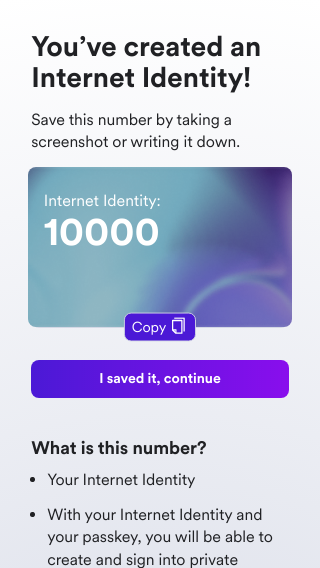 You’ve created an
Internet Identity!
Save this number by taking a
screenshot or writing it down.
Internet Identity:
10000
Copy
I saved it, continue
What is this number?
• Your Internet Identity
• With your Internet Identity and
your passkey, you will be able to
create and sign into private